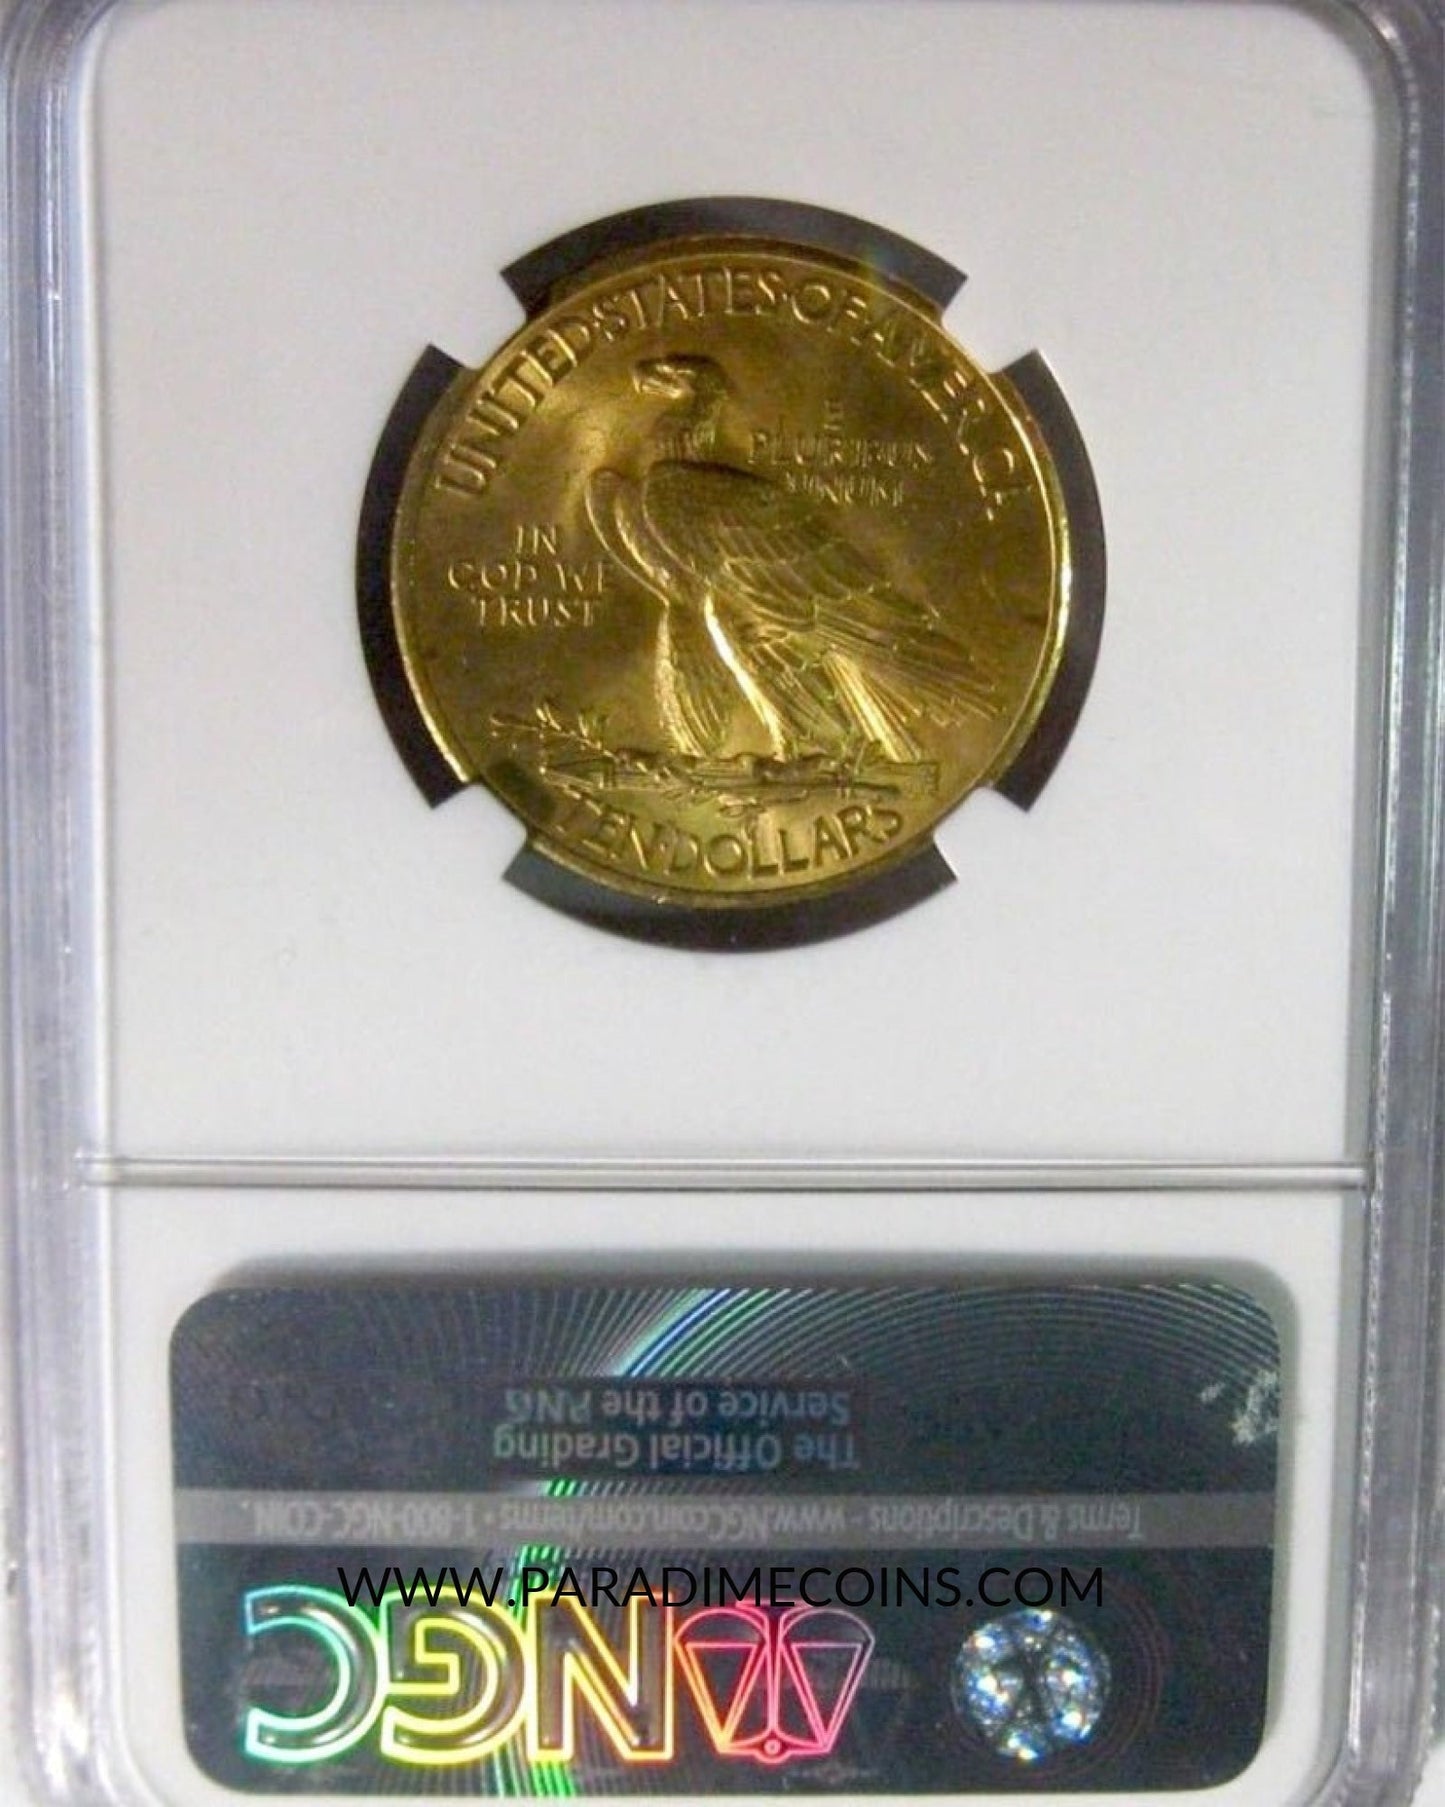 UNITED·STATES·OF·AMERICA
E
PLURIBUS
UNUM
IN
GOD WE
TRUST
TEN·DOLLARS
The Official Grading
Service of the PNG
Terms & Descriptions - www.NGCcoin.com/terms • 1-800-NGC-COIN.
WWW.PARADIMECOINS.COM
NGC